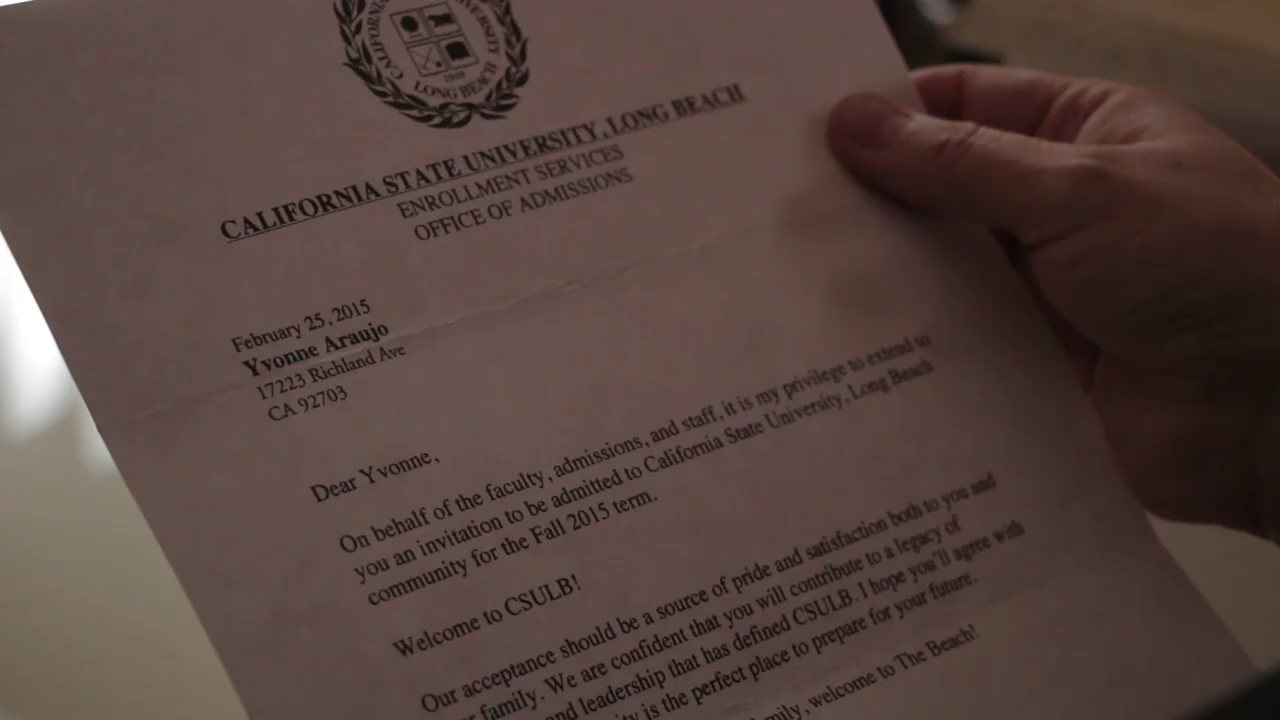 CALIFORNIA
UNIVERSITY
1949
LONG BEACH
CALIFORNIA STATE UNIVERSITY, LONG BEACH
ENROLLMENT SERVICES
OFFICE OF ADMISSIONS
February 25, 2015
Yvonne Araujo
17223 Richland Ave
CA 92703
Dear Yvonne,
On behalf of the faculty, admissions, and staff, it is my privilege to extend to
you an invitation to be admitted to California State University, Long Beach
community for the Fall 2015 term.
Welcome to CSULB!
Our acceptance should be a source of pride and satisfaction both to you and
family. We are confident that you will contribute to a legacy of
and leadership that has defined CSULB. I hope you'll agree with
is the perfect place to prepare for your future.
welcome to The Beach!